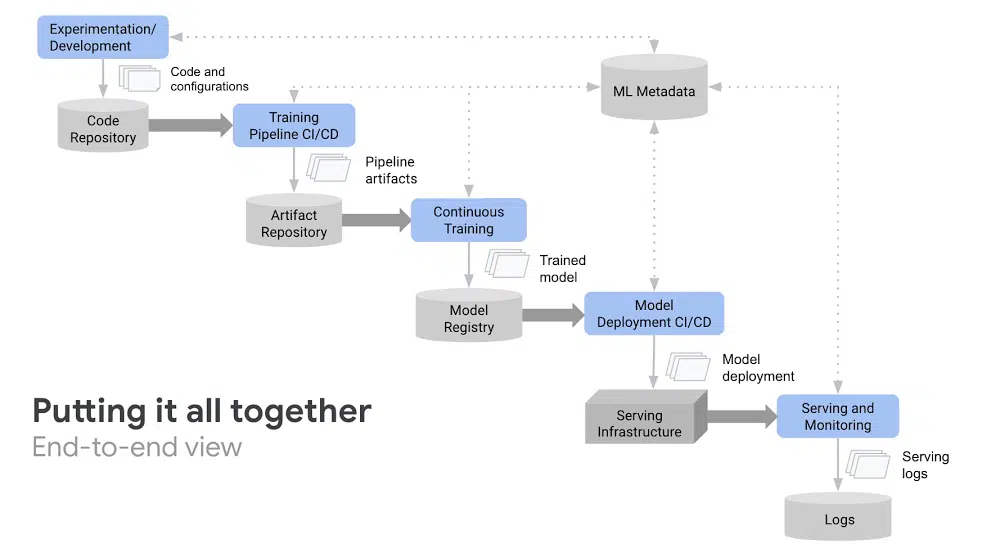 Experimentation/
Development
Code and
configurations
ML Metadata
Code
Repository
Training
Pipeline CI/CD
Pipeline
artifacts
Artifact
Repository
Continuous
Training
Trained
model
Model
Registry
Model
Deployment CI/CD
Model
deployment
Putting it all together
End-to-end view
Serving
Infrastructure
Serving and
Monitoring
Serving
logs
Logs